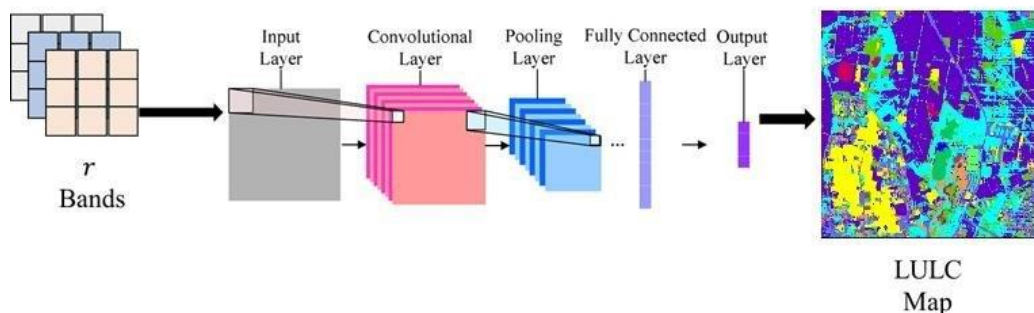 r
Bands
Input
Layer
Convolutional
Layer
Pooling
Layer
Fully Connected
Layer
Output
Layer
...
LULC
Map